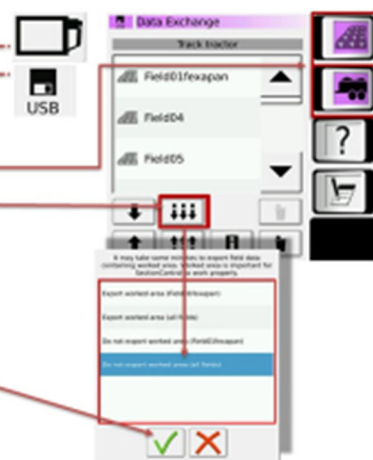 Data Exchange
Track tractor
Field01fexapan
Field04
Field05
USB
?
It may take some minutes to export field data
containing worked area. Worked area is important for
SectionControl to work properly.
Export worked area (Field01fexapan)
Export worked area (all fields)
Do not export worked area (Field01fexapan)
Do not export worked area (all fields)